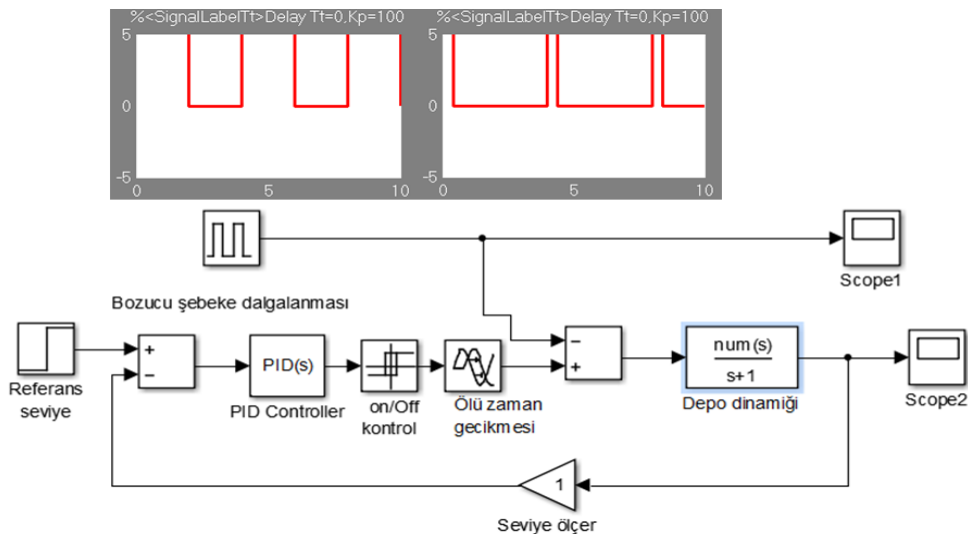 %<SignalLabelTt>Delay Tt=0,Kp=100
%<SignalLabelTt>Delay Tt=0,Kp=100
5
0
-5
0
5
10
5
0
-5
0
5
10
Scope1
Bozucu şebeke dalgalanması
Referans
seviye
+
−
PID(s)
PID Controller
on/Off
kontrol
Ölü zaman
gecikmesi
−
+
num(s)
s+1
Depo dinamiği
Scope2
1
Seviye ölçer